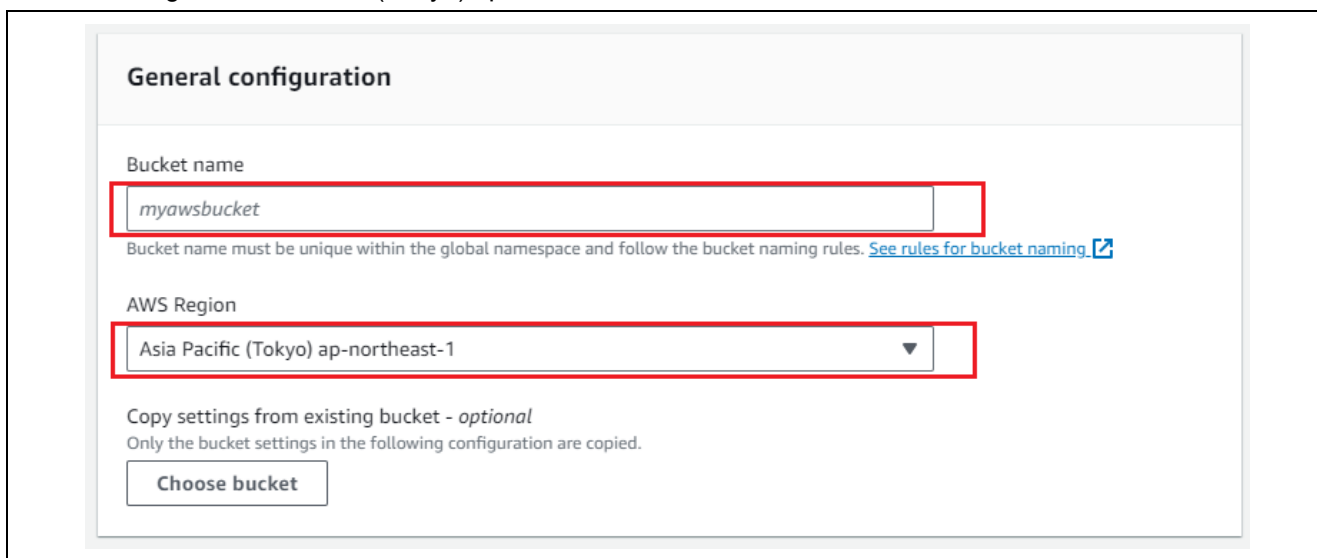 General configuration
Bucket name
myawsbucket
Bucket name must be unique within the global namespace and follow the bucket naming rules. See rules for bucket naming
AWS Region
Asia Pacific (Tokyo) ap-northeast-1
Copy settings from existing bucket - optional
Only the bucket settings in the following configuration are copied.
Choose bucket